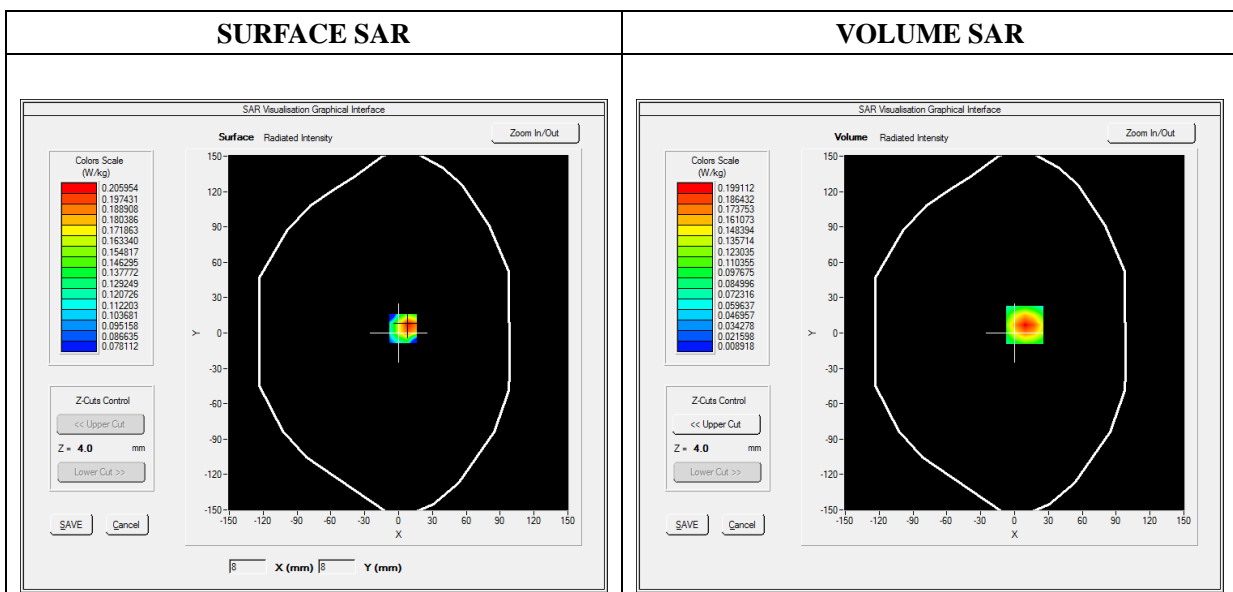 SURFACE SAR
VOLUME SAR
SAR Visualisation Graphical Interface
Surface Radiated Intensity
Zoom In/Out
Colors Scale
(W/kg)
0.205954
0.197431
0.188908
0.180386
0.171863
0.163340
0.154817
0.146295
0.137772
0.129249
0.120726
0.112203
0.103681
0.095158
0.086635
0.078112
150
120
90
60
30
0
-30
-60
-90
-120
-150
Y
-150 -120 -90 -60 -30 0 30 60 90 120 150
X
Z-Cuts Control
<< Upper Cut
Z = 4.0 mm
Lower Cut >>
SAVE Cancel
8 X (mm) 8 Y (mm)
SAR Visualisation Graphical Interface
Volume Radiated Intensity
Zoom In/Out
Colors Scale
(W/kg)
0.199112
0.186432
0.173753
0.161073
0.148394
0.135714
0.123035
0.110355
0.097675
0.084996
0.072316
0.059637
0.046957
0.034278
0.021598
0.008918
150
120
90
60
30
0
-30
-60
-90
-120
-150
Y
-150 -120 -90 -60 -30 0 30 60 90 120 150
X
Z-Cuts Control
<< Upper Cut
Z = 4.0 mm
Lower Cut >>
SAVE Cancel